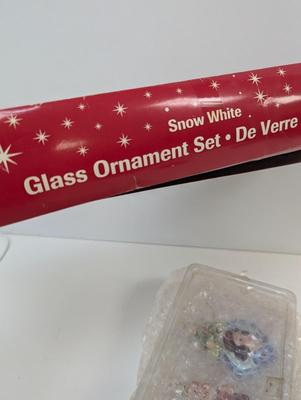 Snow White
Glass Ornament Set • De Verre